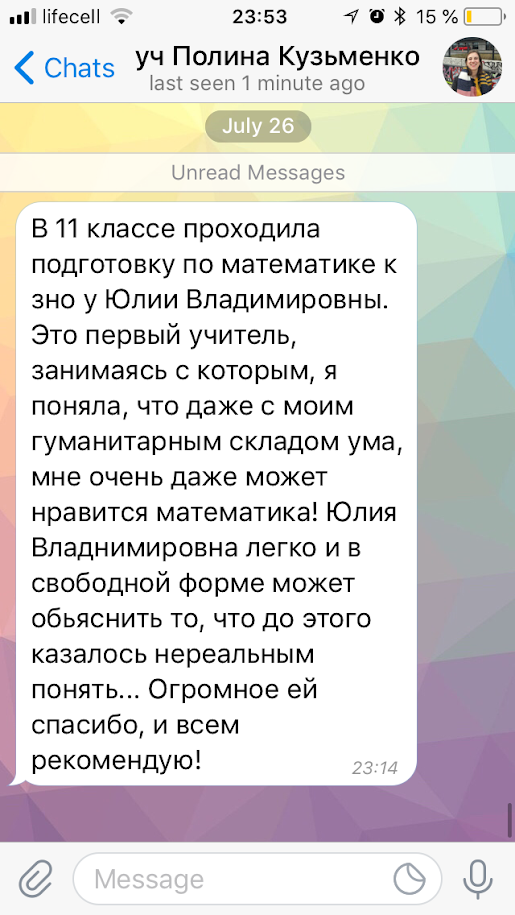 lifecell 23:53 15 %
Chats
уч Полина Кузьменко
last seen 1 minute ago
July 26
Unread Messages
В 11 классе проходила
подготовку по математике к
зно у Юлии Владимировны.
Это первый учитель,
занимаясь с которым, я
поняла, что даже с моим
гуманитарным складом ума,
мне очень даже может
нравится математика! Юлия
Владнимировна легко и в
свободной форме может
обьяснить то, что до этого
казалось нереальным
понять... Огромное ей
спасибо, и всем
рекомендую!
23:14
Message